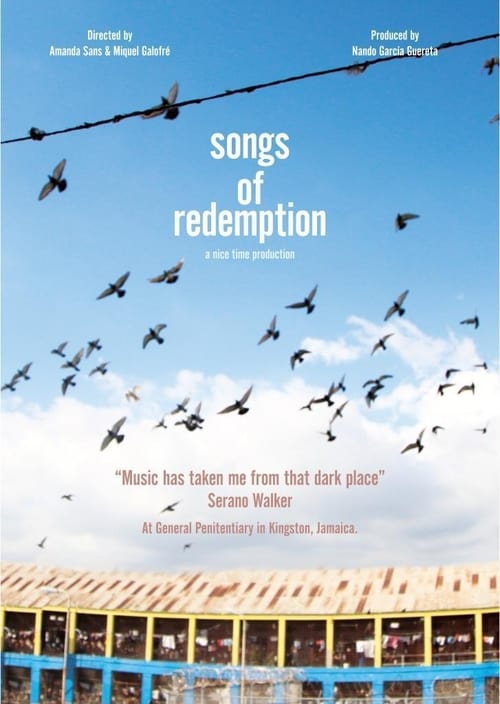 Directed by
Amanda Sans & Miquel Galofré
Produced by
Nando García Guereta
songs
of
redemption
a nice time production
“Music has taken me from that dark place”
Serano Walker
At General Penitentiary in Kingston, Jamaica.